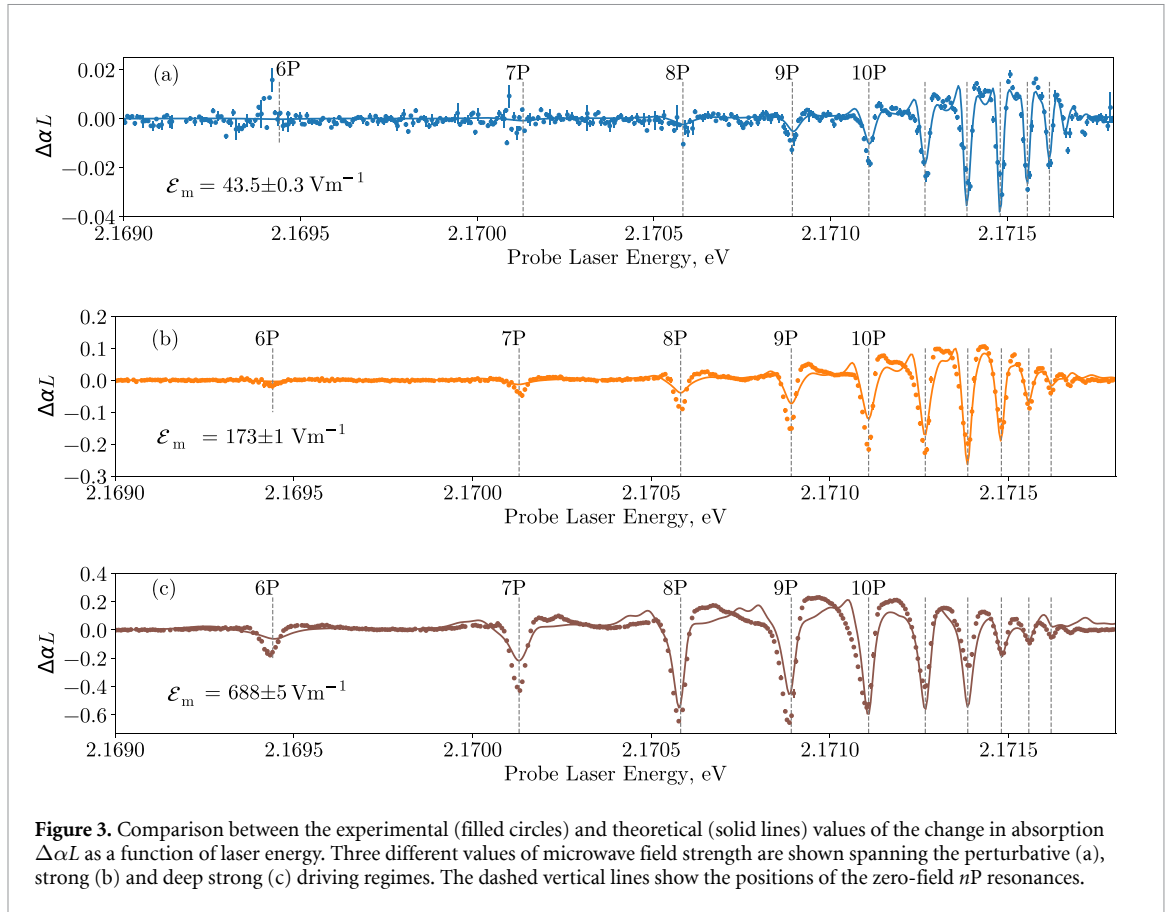 (a)
6P
7P
8P
9P
10P
0.02
0.00
−0.02
−0.04
ΔαL
ℰm = 43.5±0.3 Vm−1
2.1690
2.1695
2.1700
2.1705
2.1710
2.1715
Probe Laser Energy, eV
(b)
6P
7P
8P
9P
10P
0.2
0.1
0.0
−0.1
−0.2
−0.3
ΔαL
ℰm = 173±1 Vm−1
2.1690
2.1695
2.1700
2.1705
2.1710
2.1715
Probe Laser Energy, eV
(c)
6P
7P
8P
9P
10P
0.4
0.2
0.0
−0.2
−0.4
−0.6
ΔαL
ℰm = 688±5 Vm−1
2.1690
2.1695
2.1700
2.1705
2.1710
2.1715
Probe Laser Energy, eV
Figure 3. Comparison between the experimental (filled circles) and theoretical (solid lines) values of the change in absorption
ΔαL as a function of laser energy. Three different values of microwave field strength are shown spanning the perturbative (a),
strong (b) and deep strong (c) driving regimes. The dashed vertical lines show the positions of the zero-field nP resonances.